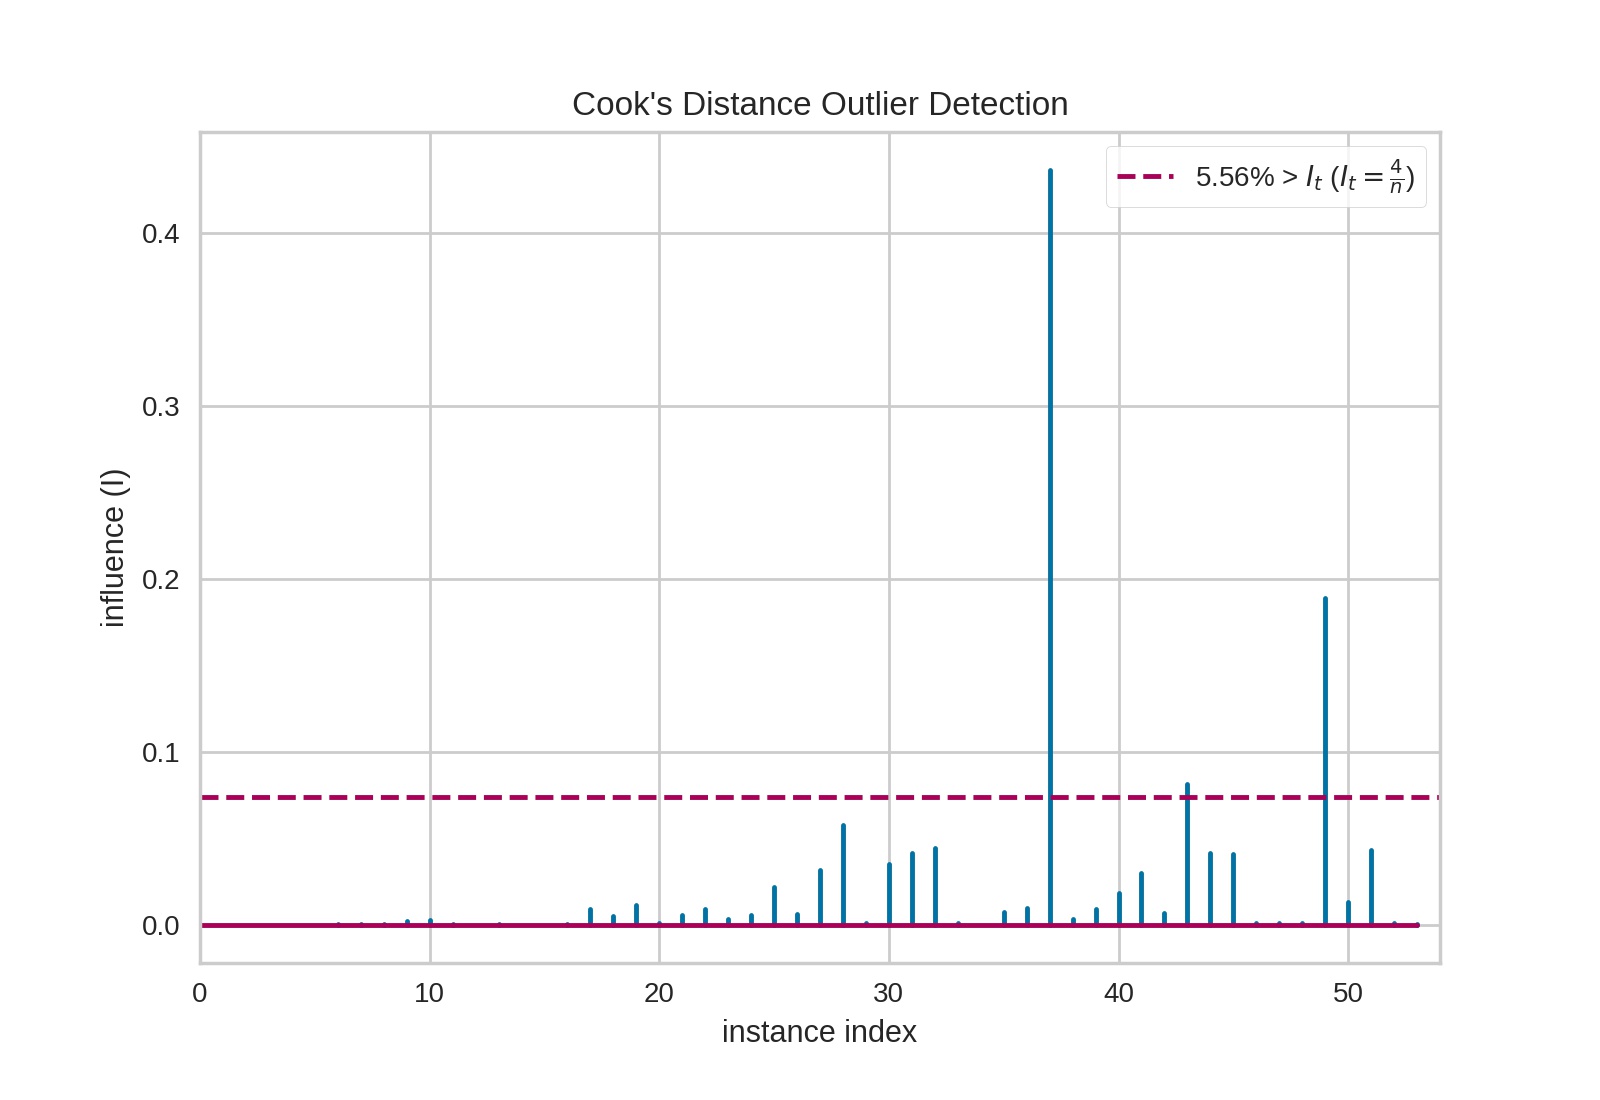 Cook's Distance Outlier Detection
5.56% > I_t (I_t = 4/n)
0.4
0.3
0.2
0.1
0.0
influence (I)
0 10 20 30 40 50
instance index